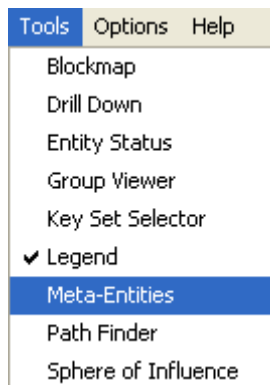 Tools Options Help
Blockmap
Drill Down
Entity Status
Group Viewer
Key Set Selector
✔ Legend
Meta-Entities
Path Finder
Sphere of Influence